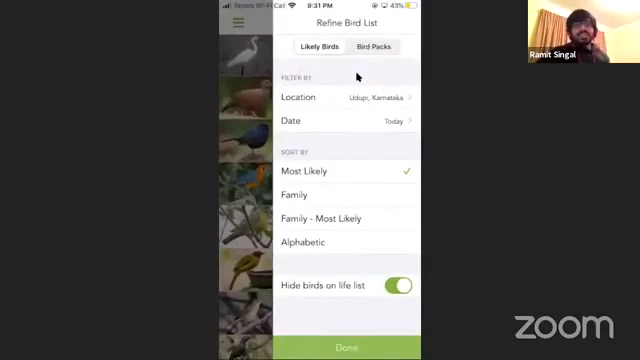 Telstra Wi-Fi Call 9:31 PM 43%
Refine Bird List
Likely Birds Bird Packs
FILTER BY
Location Udupi, Karnataka
Date Today
SORT BY
Most Likely
Family
Family - Most Likely
Alphabetic
Hide birds on life list
Done
Ramit Singal
zoom